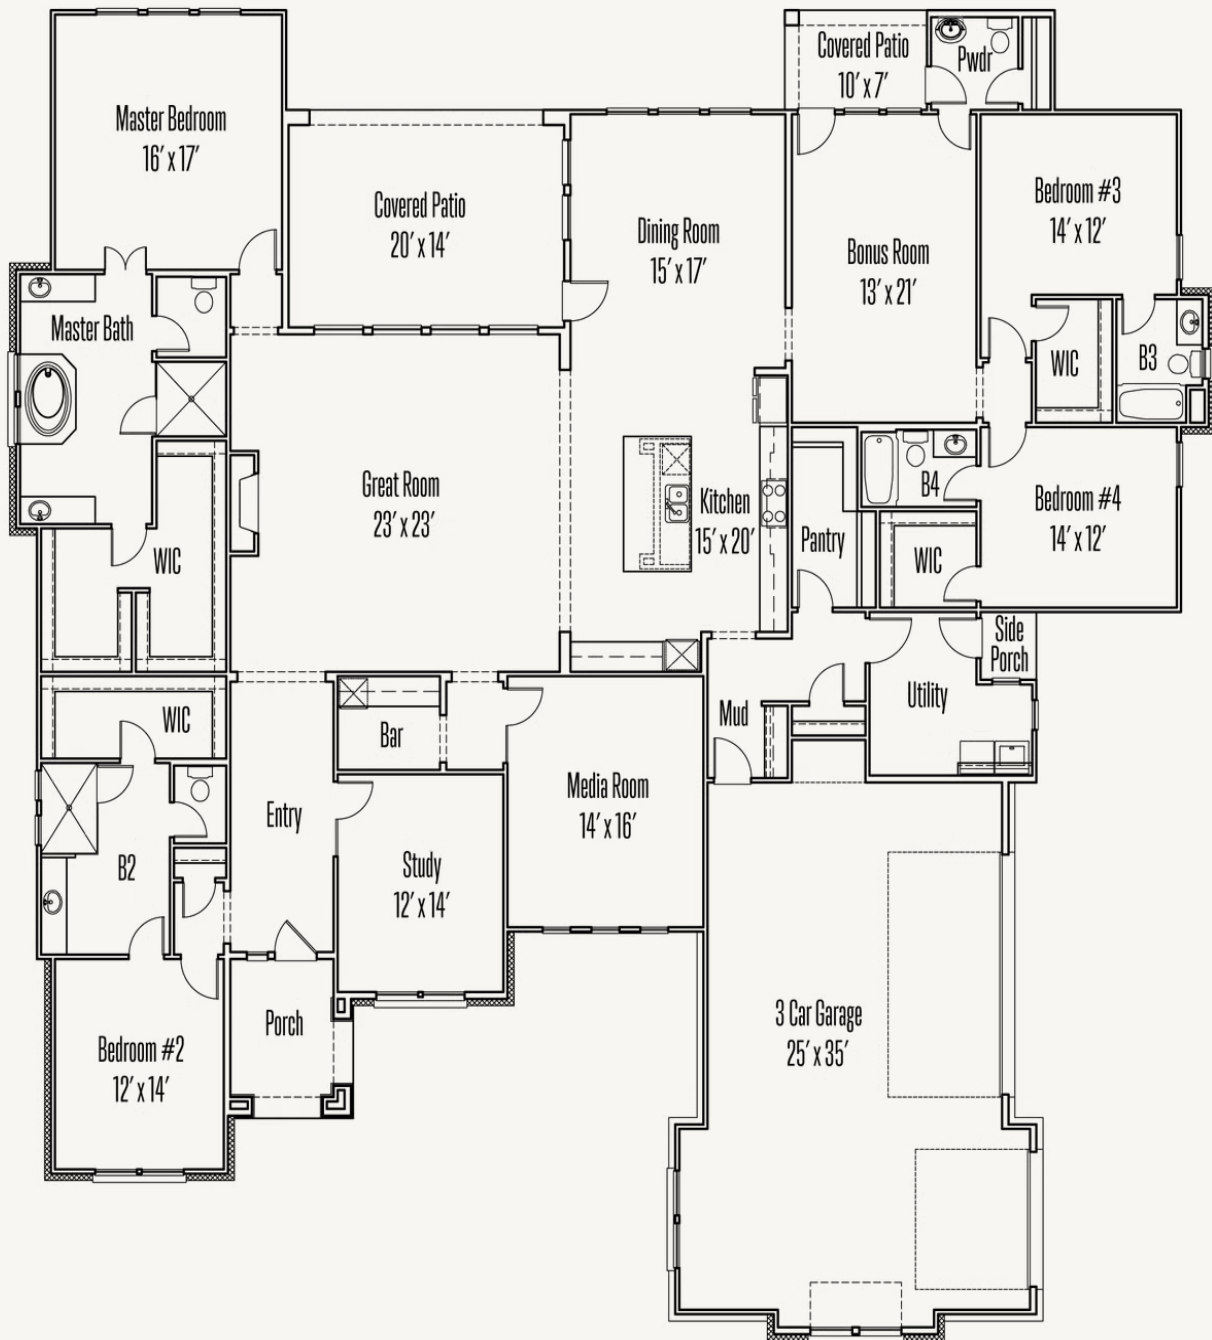 Master Bedroom
16' x 17'
Covered Patio
20' x 14'
Dining Room
15' x 17'
Covered Patio
10' x 7'
Pwdr
Bonus Room
13' x 21'
Bedroom #3
14' x 12'
Master Bath
WIC
B3
Great Room
23' x 23'
Kitchen
15' x 20'
Pantry
B4
WIC
Bedroom #4
14' x 12'
WIC
Side
Porch
Utility
Mud
WIC
Bar
Media Room
14' x 16'
Entry
B2
Study
12' x 14'
Porch
Bedroom #2
12' x 14'
3 Car Garage
25' x 35'